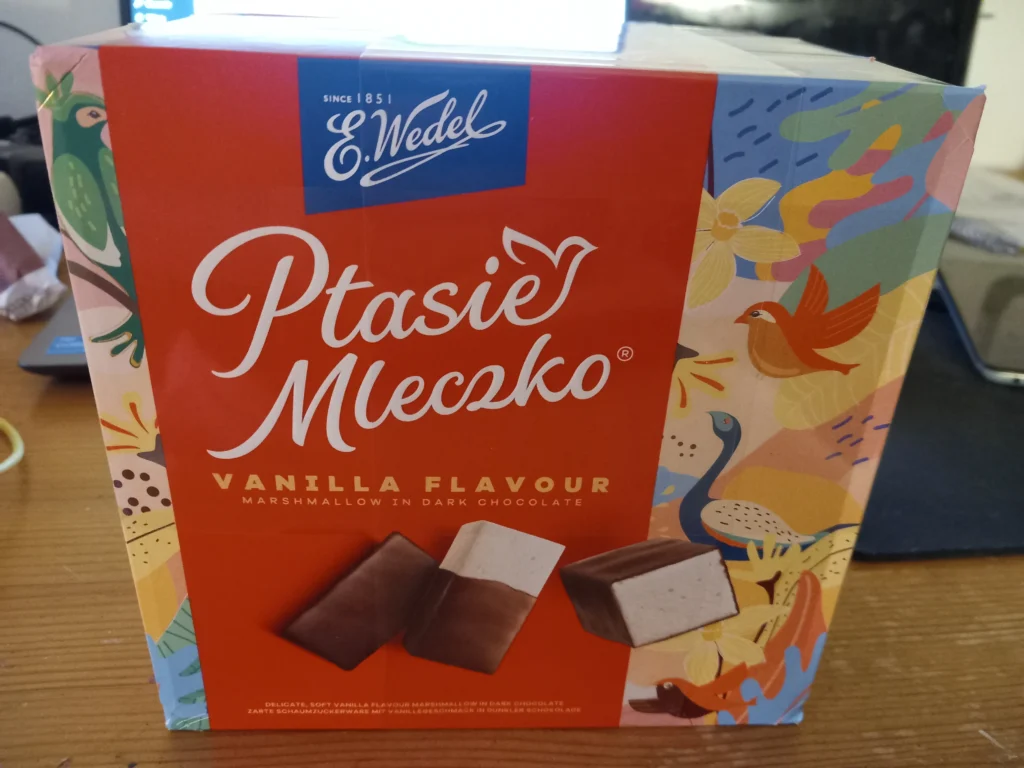 SINCE 1851
E. Wedel
Ptasie
Mleczko®
VANILLA FLAVOUR
MARSHMALLOW IN DARK CHOCOLATE
DELICATE, SOFT VANILLA FLAVOUR MARSHMALLOW IN DARK CHOCOLATE
ZARTE SCHAUMZUCKERWARE MIT VANILLEGESCHMACK IN DUNKLER SCHOKOLADE